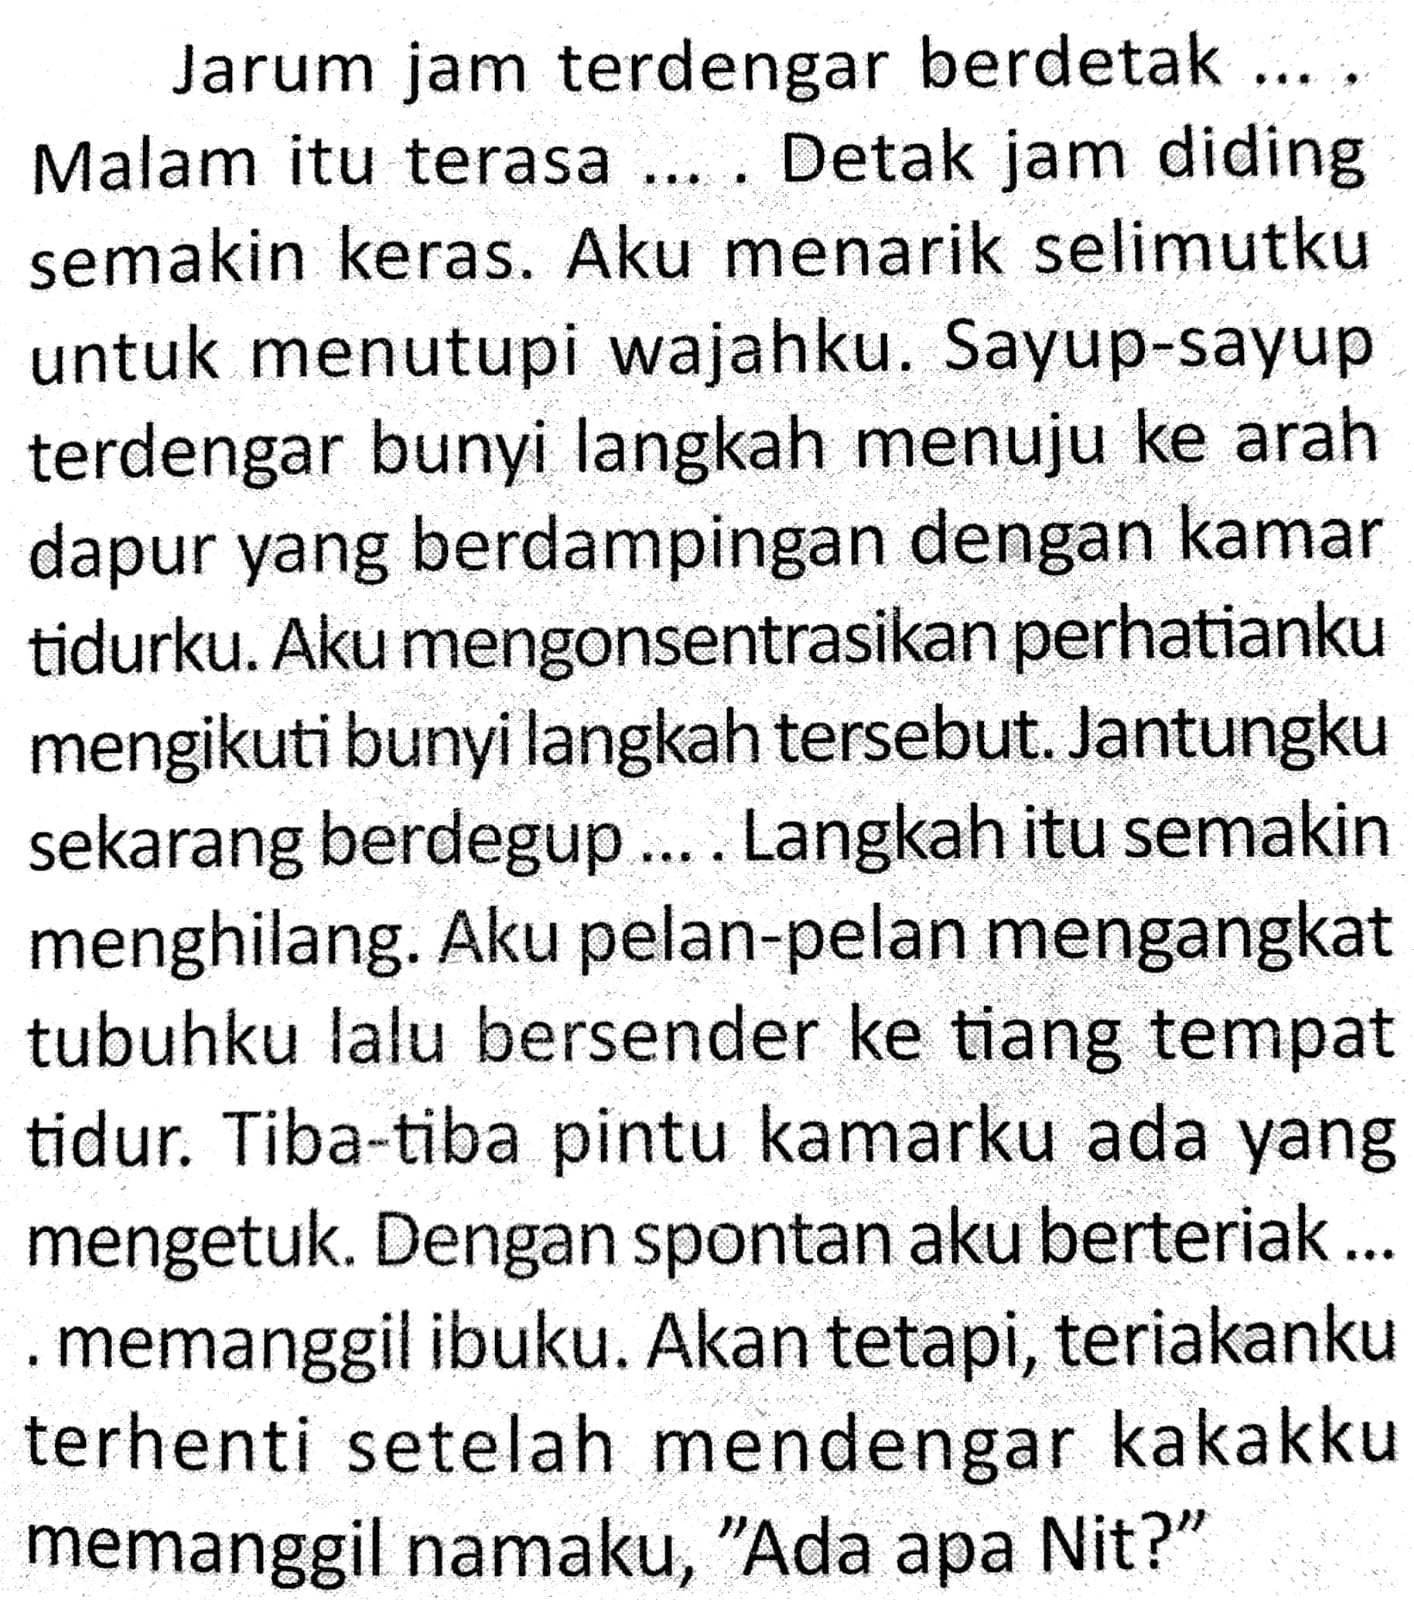 Jarum jam terdengar berdetak ... .
Malam itu terasa ... . Detak jam diding
semakin keras. Aku menarik selimutku
untuk menutupi wajahku. Sayup-sayup
terdengar bunyi langkah menuju ke arah
dapur yang berdampingan dengan kamar
tidurku. Aku mengonsentrasikan perhatianku
mengikuti bunyi langkah tersebut. Jantungku
sekarang berdegup ... . Langkah itu semakin
menghilang. Aku pelan-pelan mengangkat
tubuhku lalu bersender ke tiang tempat
tidur. Tiba-tiba pintu kamarku ada yang
mengetuk. Dengan spontan aku berteriak ...
. memanggil ibuku. Akan tetapi, teriakanku
terhenti setelah mendengar kakakku
memanggil namaku, ”Ada apa Nit?”